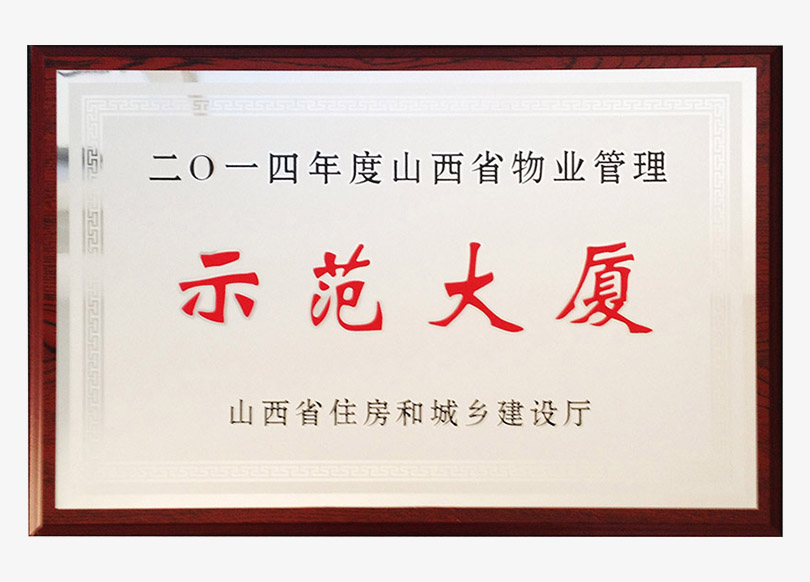 二〇一四年度山西省物业管理
示范大厦
山西省住房和城乡建设厅